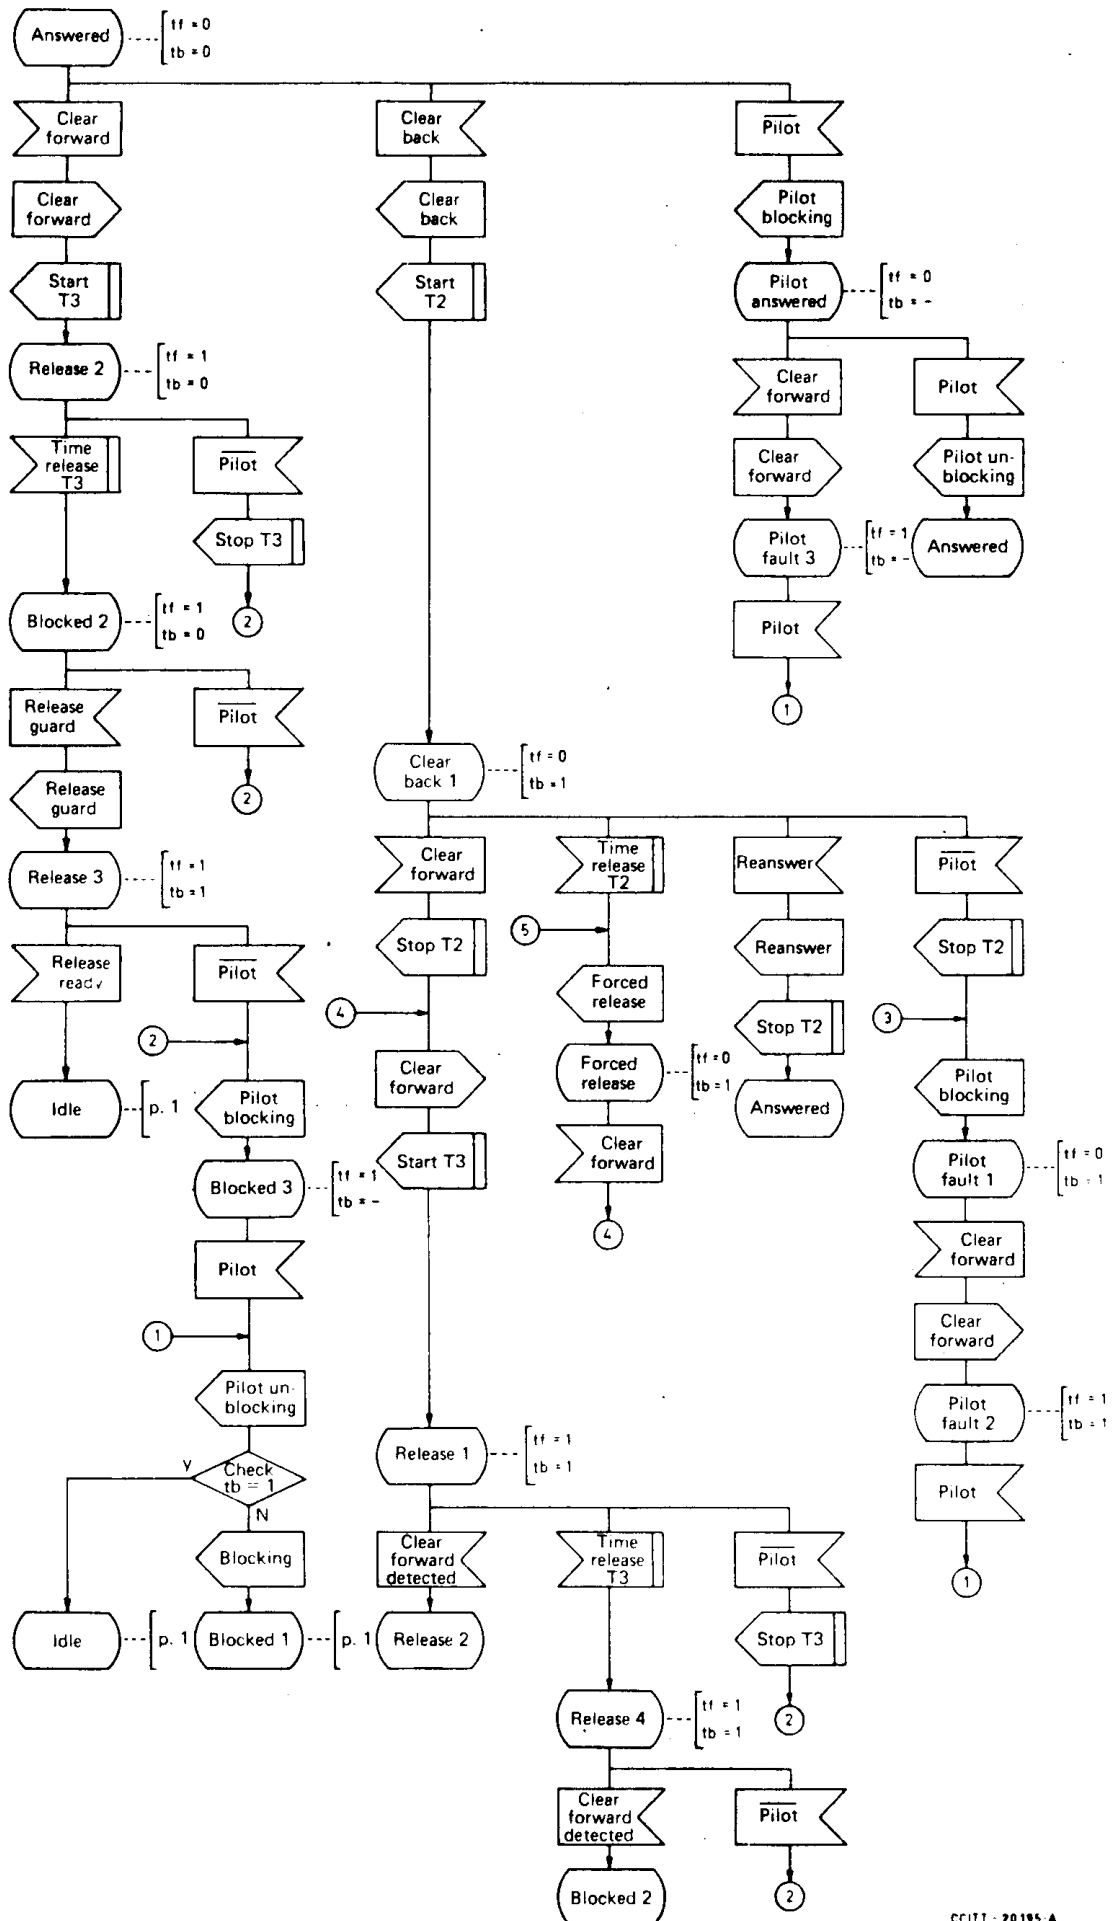 Answered
tf = 0
tb = 0
Clear
forward
Clear
back
Pilot
Clear
forward
Clear
back
Pilot
blocking
Start
T3
Start
T2
Pilot
answered
tf = 0
tb = -
Release 2
tf = 1
tb = 0
Clear
forward
Pilot
Time
release
T3
Pilot
Clear
forward
Pilot un-
blocking
Stop T3
Pilot
fault 3
tf = 1
tb = -
Answered
Blocked 2
tf = 1
tb = 0
2
Pilot
1
Release
guard
Pilot
Release
guard
2
Clear
back 1
tf = 0
tb = 1
Release 3
tf = 1
tb = 1
Clear
forward
Time
release
T2
Reanswer
Pilot
Release
ready
Pilot
Stop T2
5
Reanswer
Stop T2
Forced
release
2
4
Stop T2
3
Idle
p. 1
Pilot
blocking
Clear
forward
Forced
release
tf = 0
tb = 1
Answered
Pilot
blocking
Blocked 3
tf = 1
tb = -
Start T3
Clear
forward
Pilot
fault 1
tf = 0
tb = 1
4
Pilot
Clear
forward
1
Clear
forward
Pilot un-
blocking
Pilot
fault 2
tf = 1
tb = 1
Release 1
tf = 1
tb = 1
y
Check
tb = 1
N
Pilot
Blocking
Clear
forward
detected
Time
release
T3
Pilot
1
Idle
p. 1
Blocked 1
p. 1
Release 2
Stop T3
Release 4
tf = 1
tb = 1
2
Clear
forward
detected
Pilot
Blocked 2
2
CCITT - 20195-A